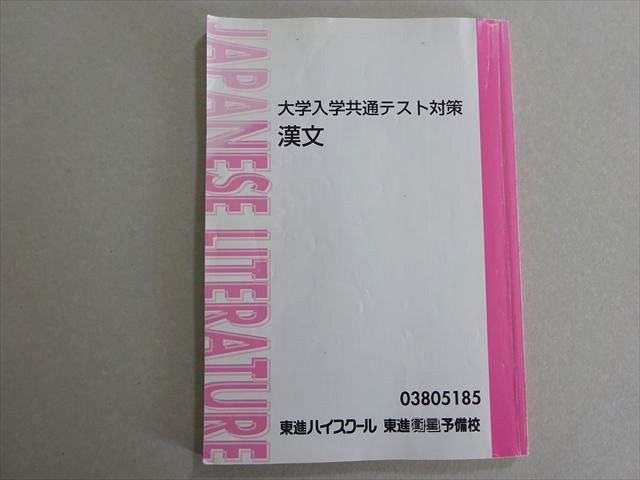 JAPANESE LITERATURE
大学入学共通テスト対策
漢文
03805185
東進ハイスクール 東進衛星予備校